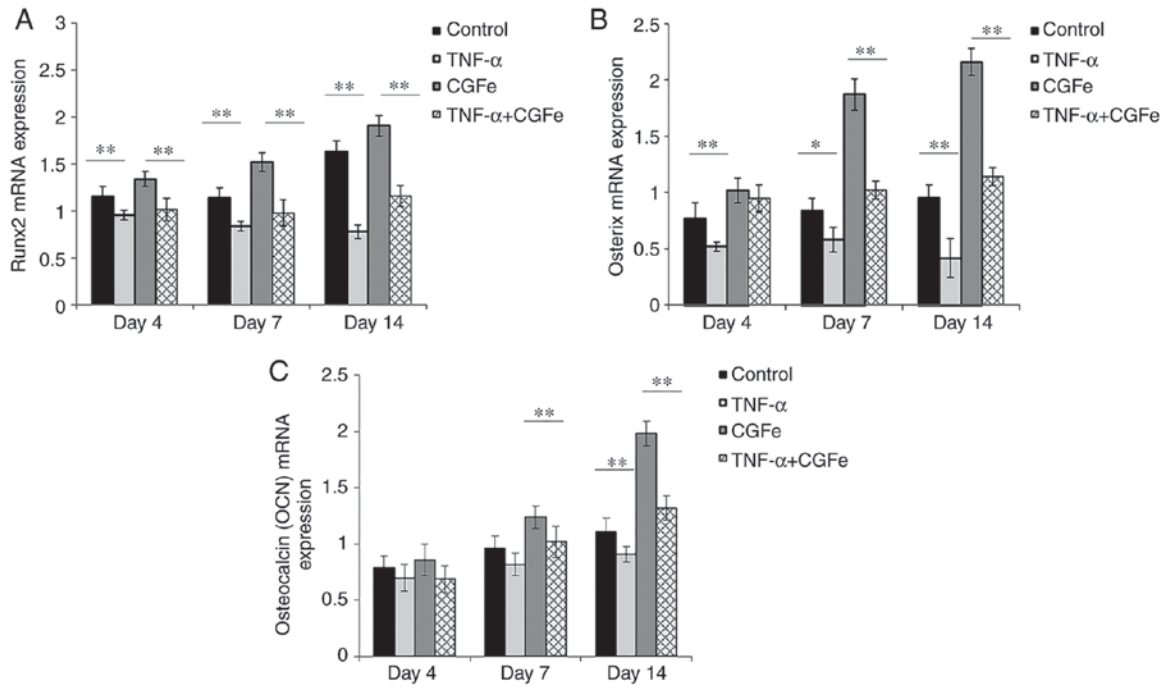 A
Runx2 mRNA expression
3
2.5
2
1.5
1
0.5
0
** **
** **
** **
Day 4 Day 7 Day 14
Control
TNF-α
CGFe
TNF-α+CGFe
B
Osterix mRNA expression
2.5
2
1.5
1
0.5
0
**
* **
** **
Day 4 Day 7 Day 14
Control
TNF-α
CGFe
TNF-α+CGFe
C
Osteocalcin (OCN) mRNA
expression
2.5
2
1.5
1
0.5
0
**
** **
Day 4 Day 7 Day 14
Control
TNF-α
CGFe
TNF-α+CGFe